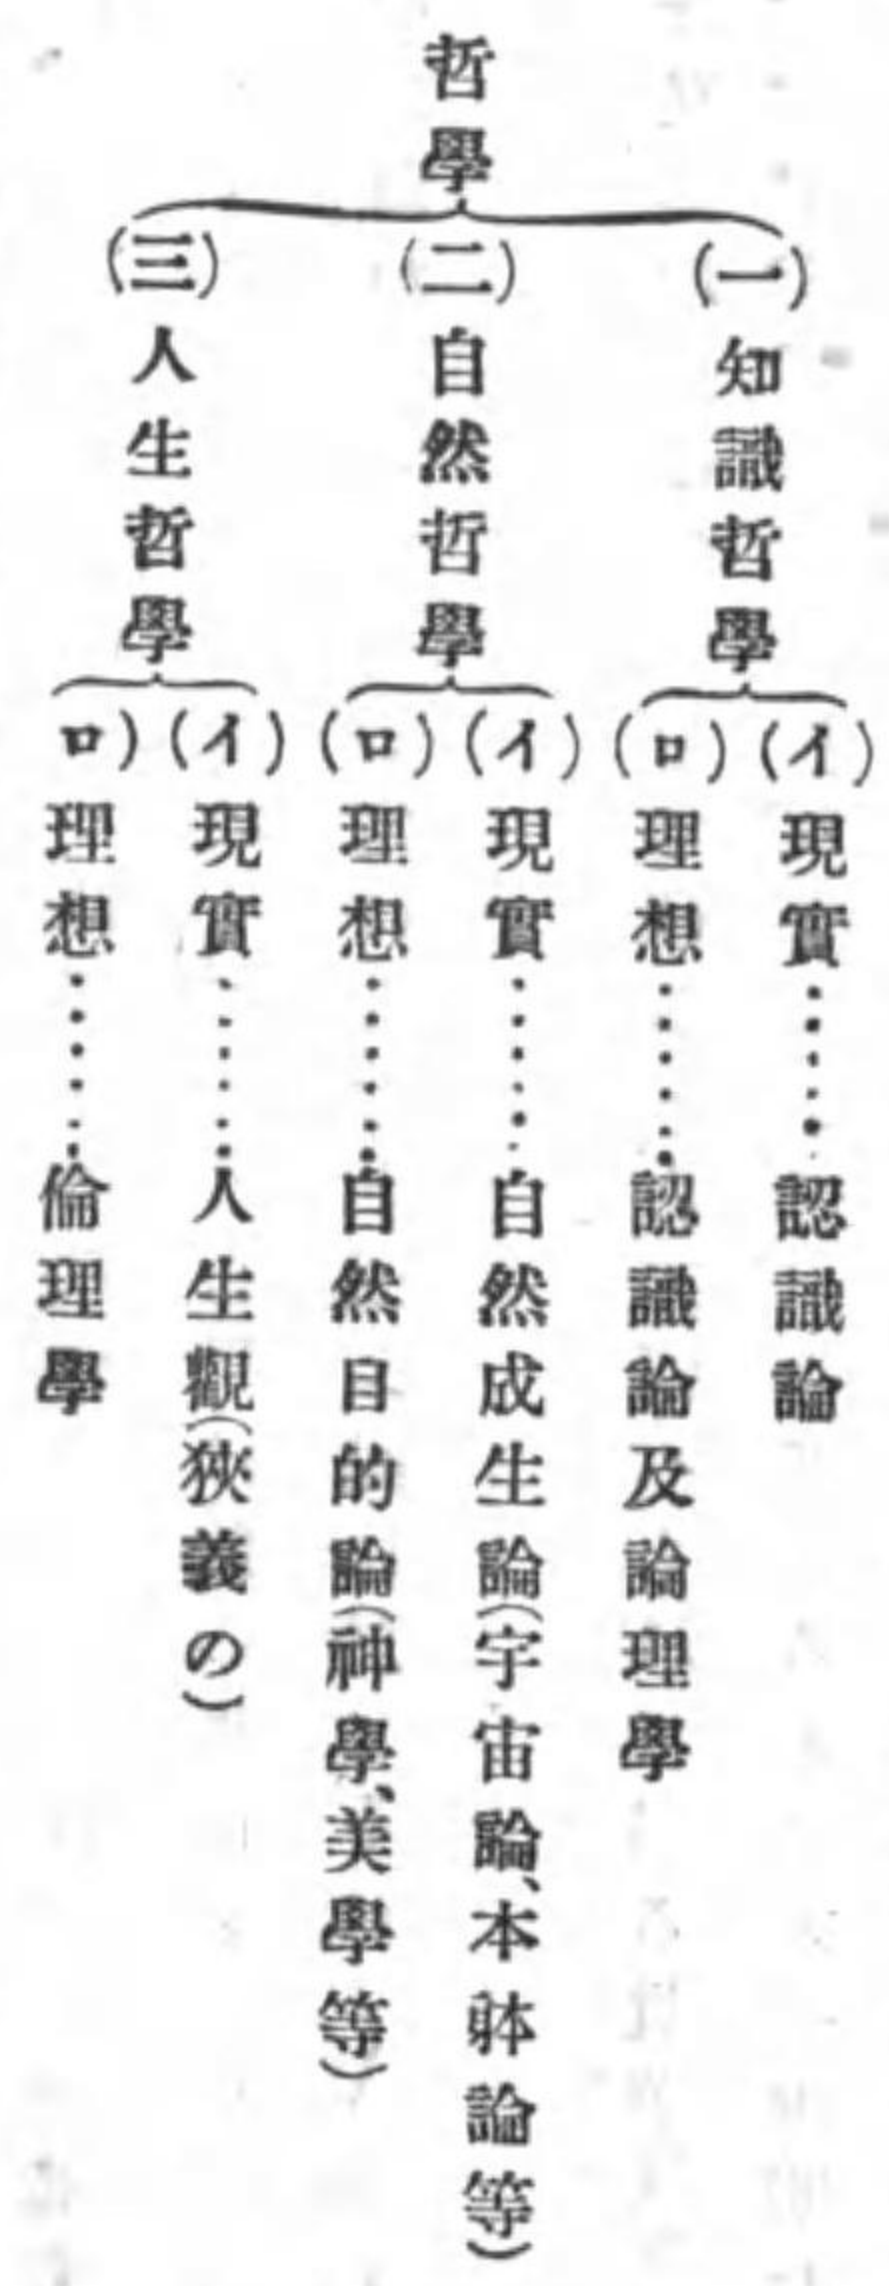 哲學
(一)知識哲學
(イ)現實……認識論
(ロ)理想……認識論及論理學
(二)自然哲學
(イ)現實……自然成生論(宇宙論、本躰論等)
(ロ)理想……自然目的論(神學、美學等)
(三)人生哲學
(イ)現實……人生觀(狹義の)
ロ)理想……倫理學